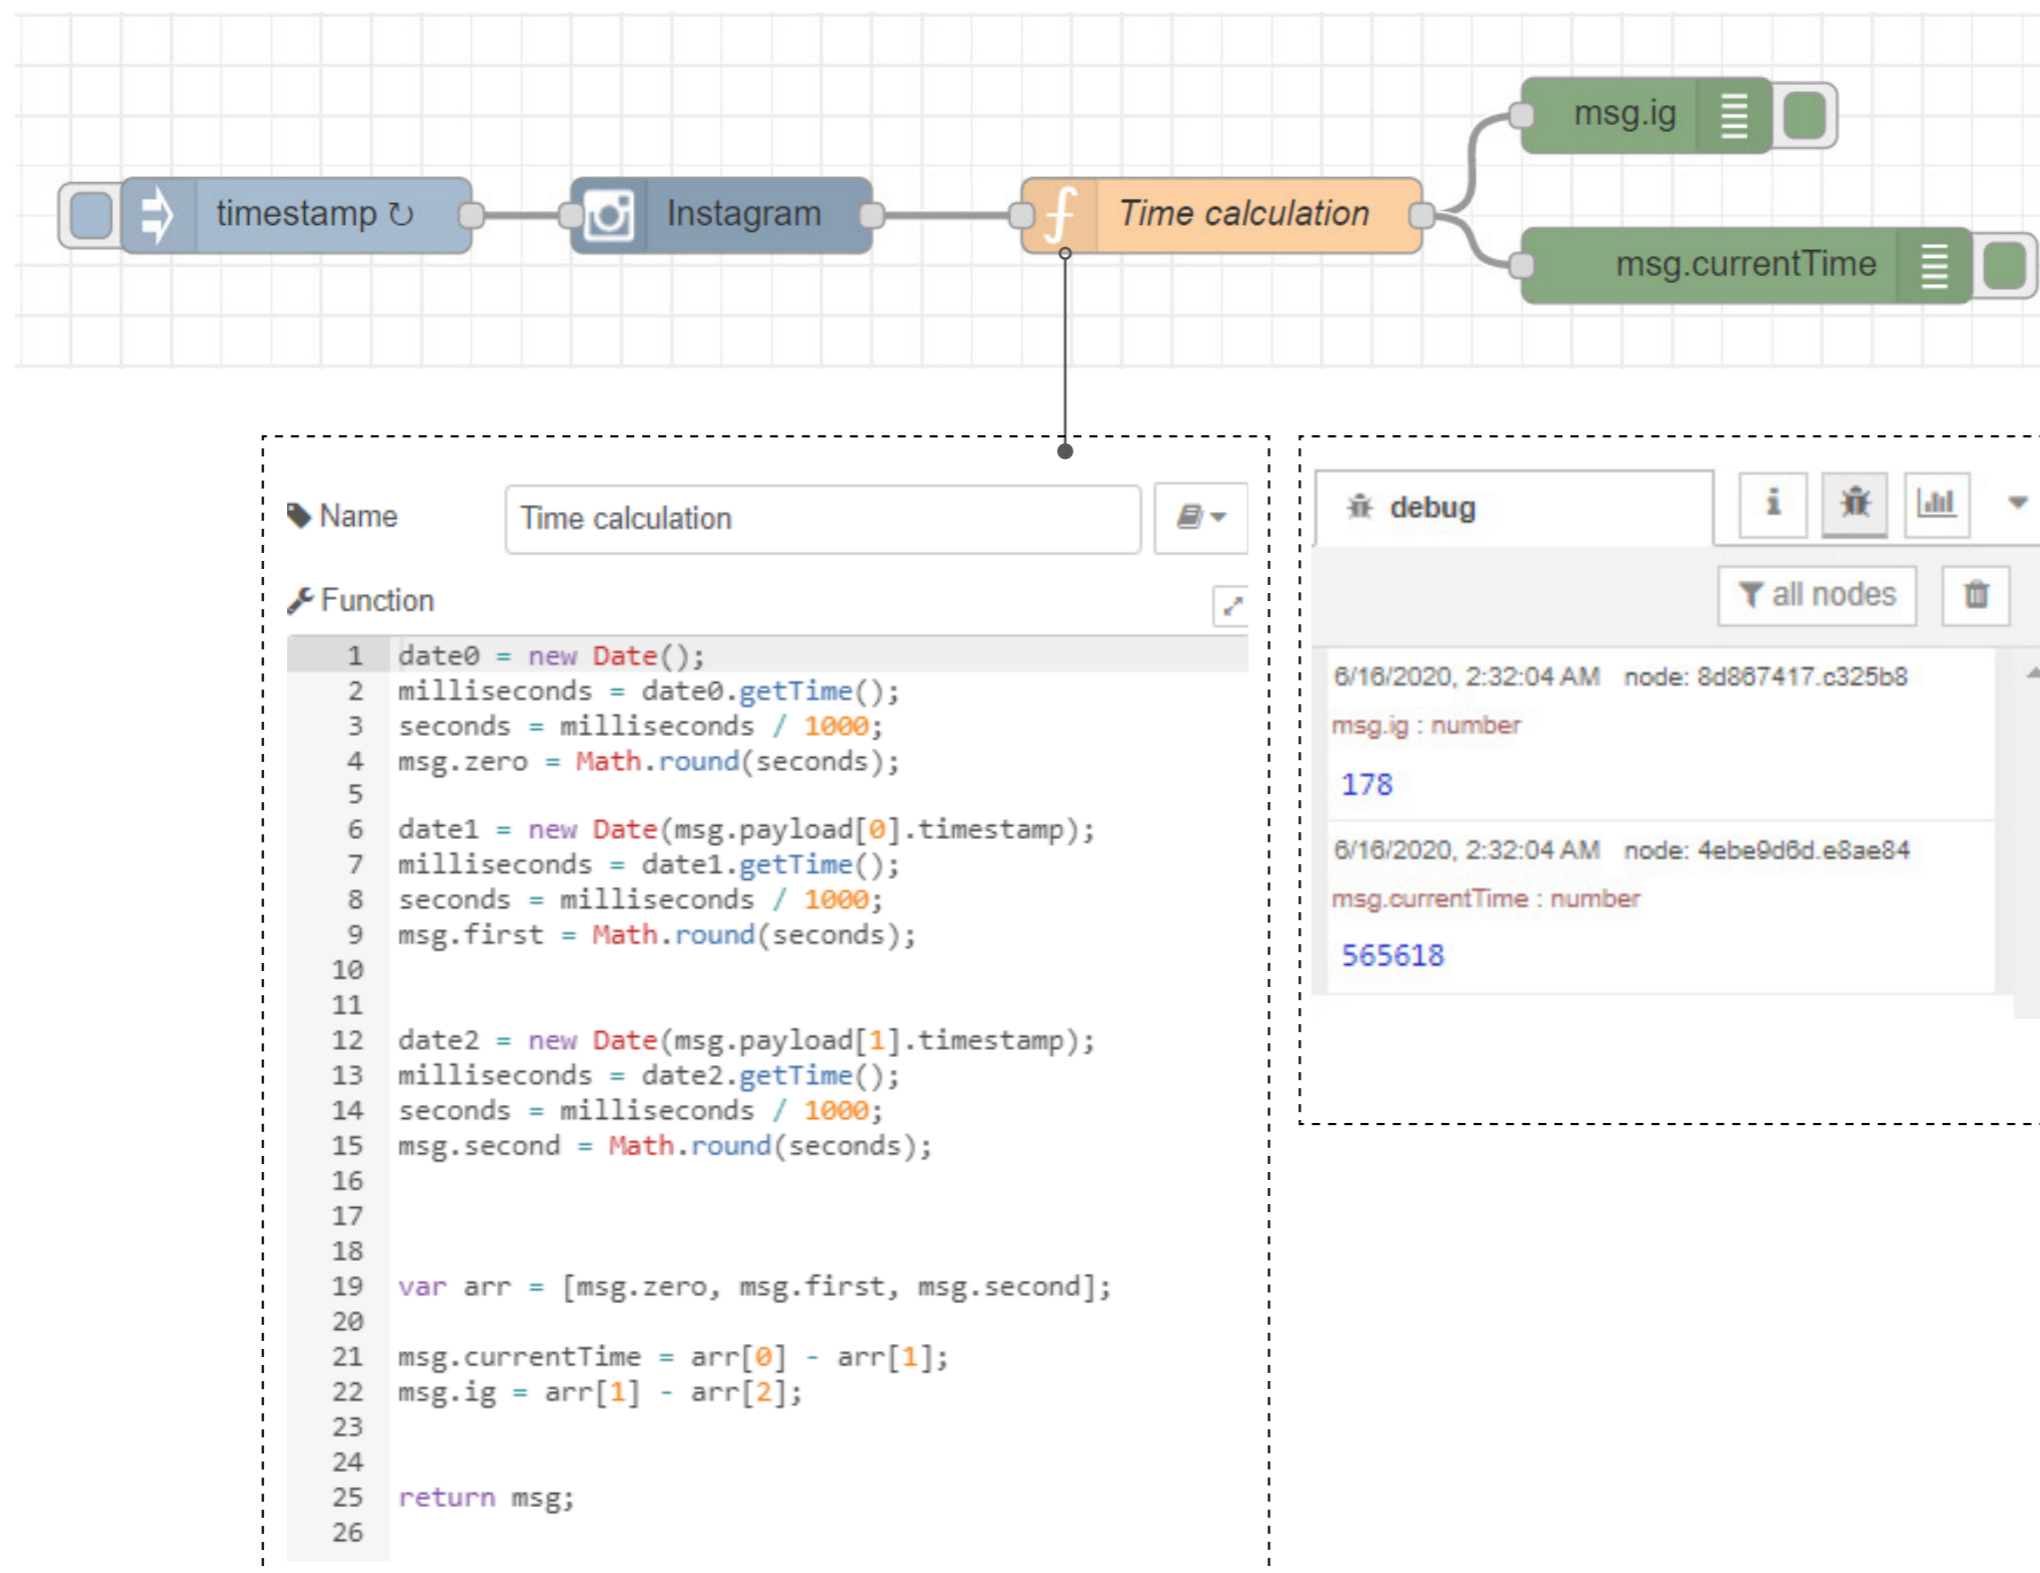 msg.ig
timestamp ↻
Instagram
Time calculation
msg.currentTime
Name
Time calculation
Function
1 date0 = new Date();
2 milliseconds = date0.getTime();
3 seconds = milliseconds / 1000;
4 msg.zero = Math.round(seconds);
5
6 date1 = new Date(msg.payload[0].timestamp);
7 milliseconds = date1.getTime();
8 seconds = milliseconds / 1000;
9 msg.first = Math.round(seconds);
10
11
12 date2 = new Date(msg.payload[1].timestamp);
13 milliseconds = date2.getTime();
14 seconds = milliseconds / 1000;
15 msg.second = Math.round(seconds);
16
17
18
19 var arr = [msg.zero, msg.first, msg.second];
20
21 msg.currentTime = arr[0] - arr[1];
22 msg.ig = arr[1] - arr[2];
23
24
25 return msg;
26
debug
all nodes
6/16/2020, 2:32:04 AM node: 8d867417.c325b8
msg.ig : number
178
6/16/2020, 2:32:04 AM node: 4ebe9d6d.e8ae84
msg.currentTime : number
565618